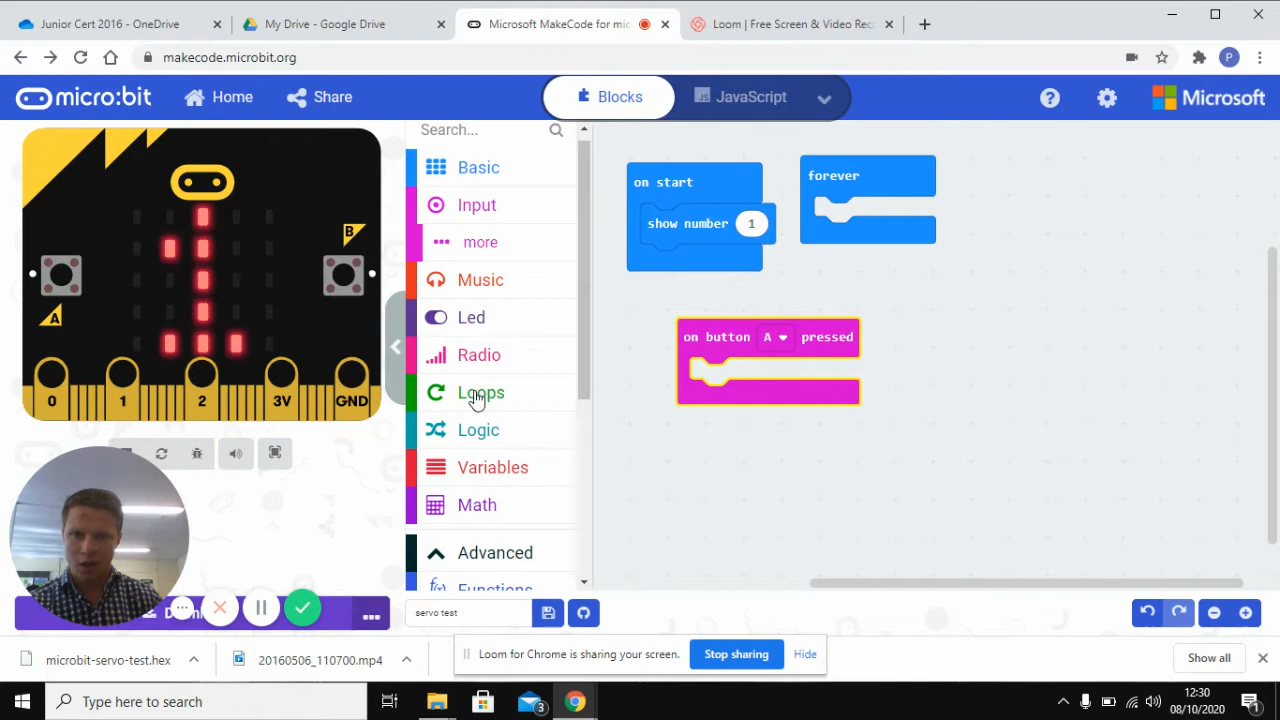 Junior Cert 2016 - OneDrive
My Drive - Google Drive
Microsoft MakeCode for mic
Loom | Free Screen & Video Rec
makecode.microbit.org
P
micro:bit
Home
Share
Blocks
JavaScript
Microsoft
Search...
Basic
Input
more
Music
Led
Radio
Loops
Logic
Variables
Math
Advanced
Functions
A
B
0
1
2
3V
GND
on start
show number 1
forever
on button A pressed
servo test
microbit-servo-test.hex
20160506_110700.mp4
Loom for Chrome is sharing your screen.
Stop sharing
Hide
Show all
Type here to search
3
12:30
08/10/2020
1